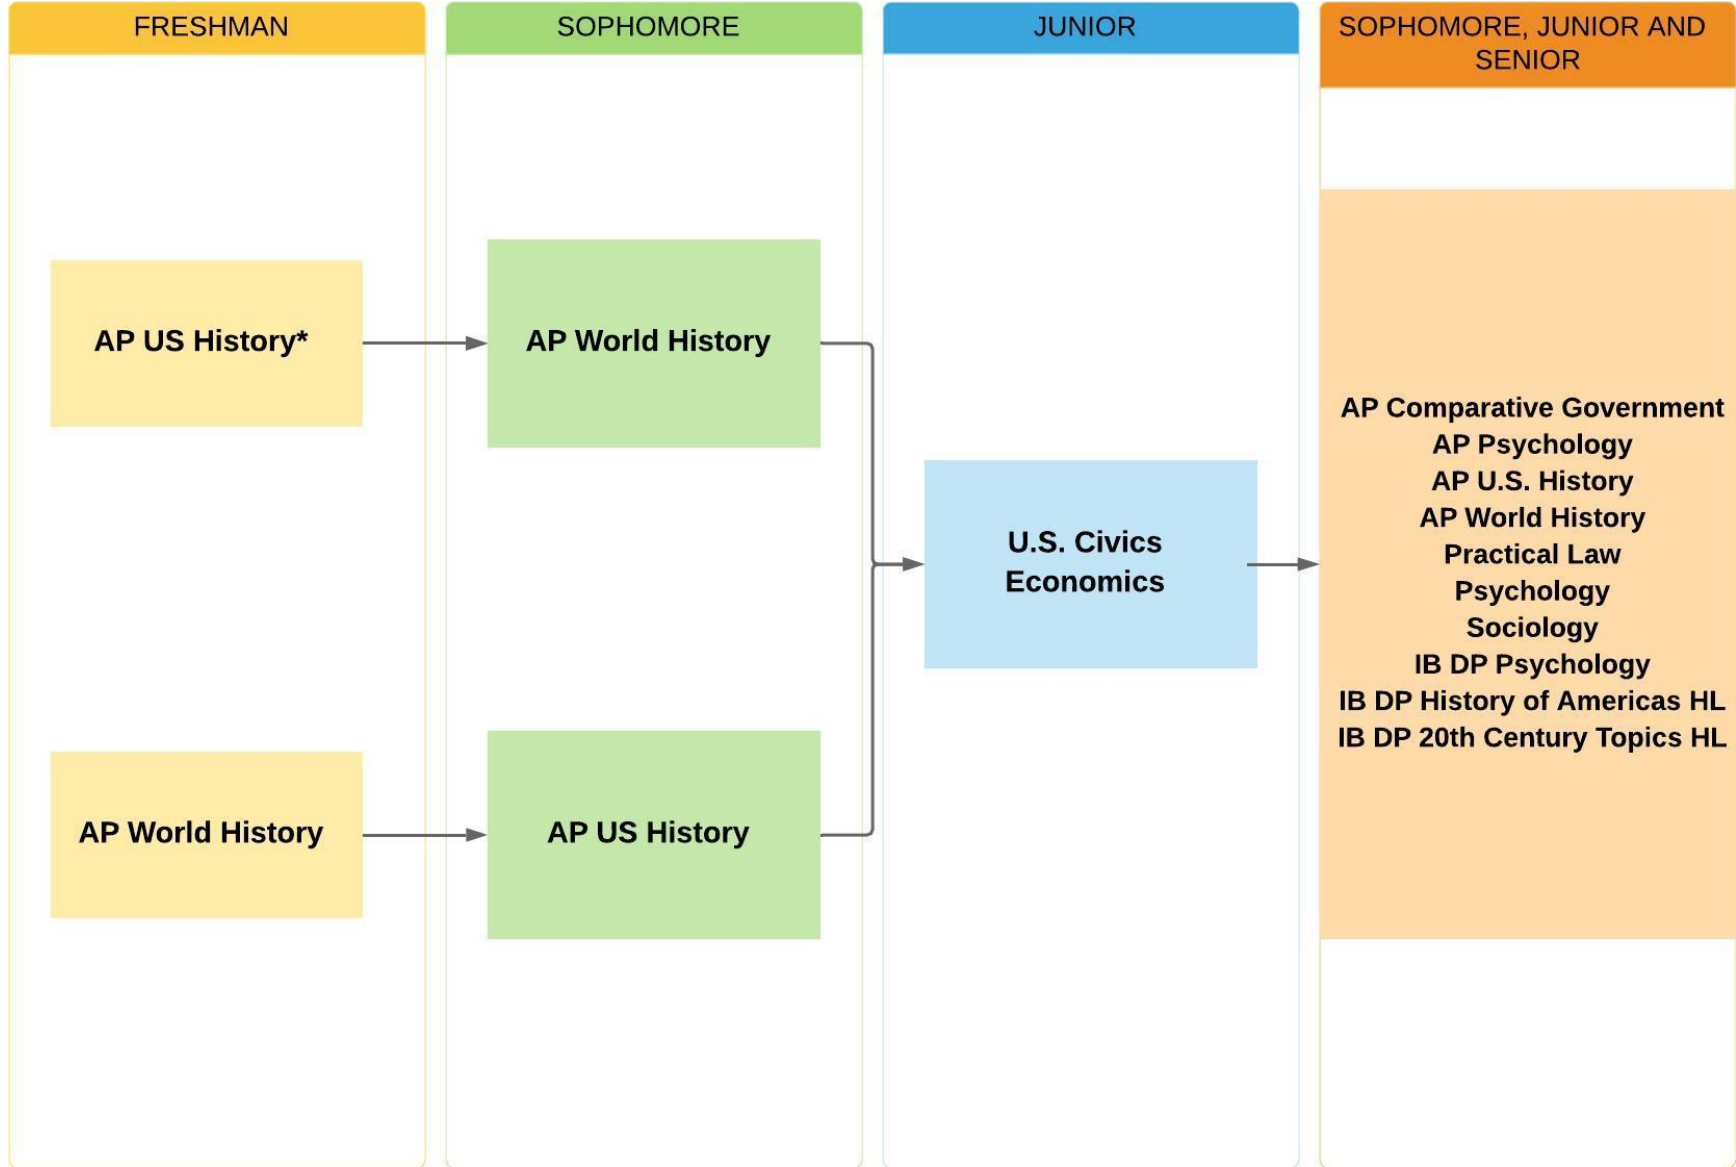 FRESHMAN
SOPHOMORE
JUNIOR
SOPHOMORE, JUNIOR AND
SENIOR
AP US History*
AP World History
AP World History
AP US History
U.S. Civics
Economics
AP Comparative Government
AP Psychology
AP U.S. History
AP World History
Practical Law
Psychology
Sociology
IB DP Psychology
IB DP History of Americas HL
IB DP 20th Century Topics HL